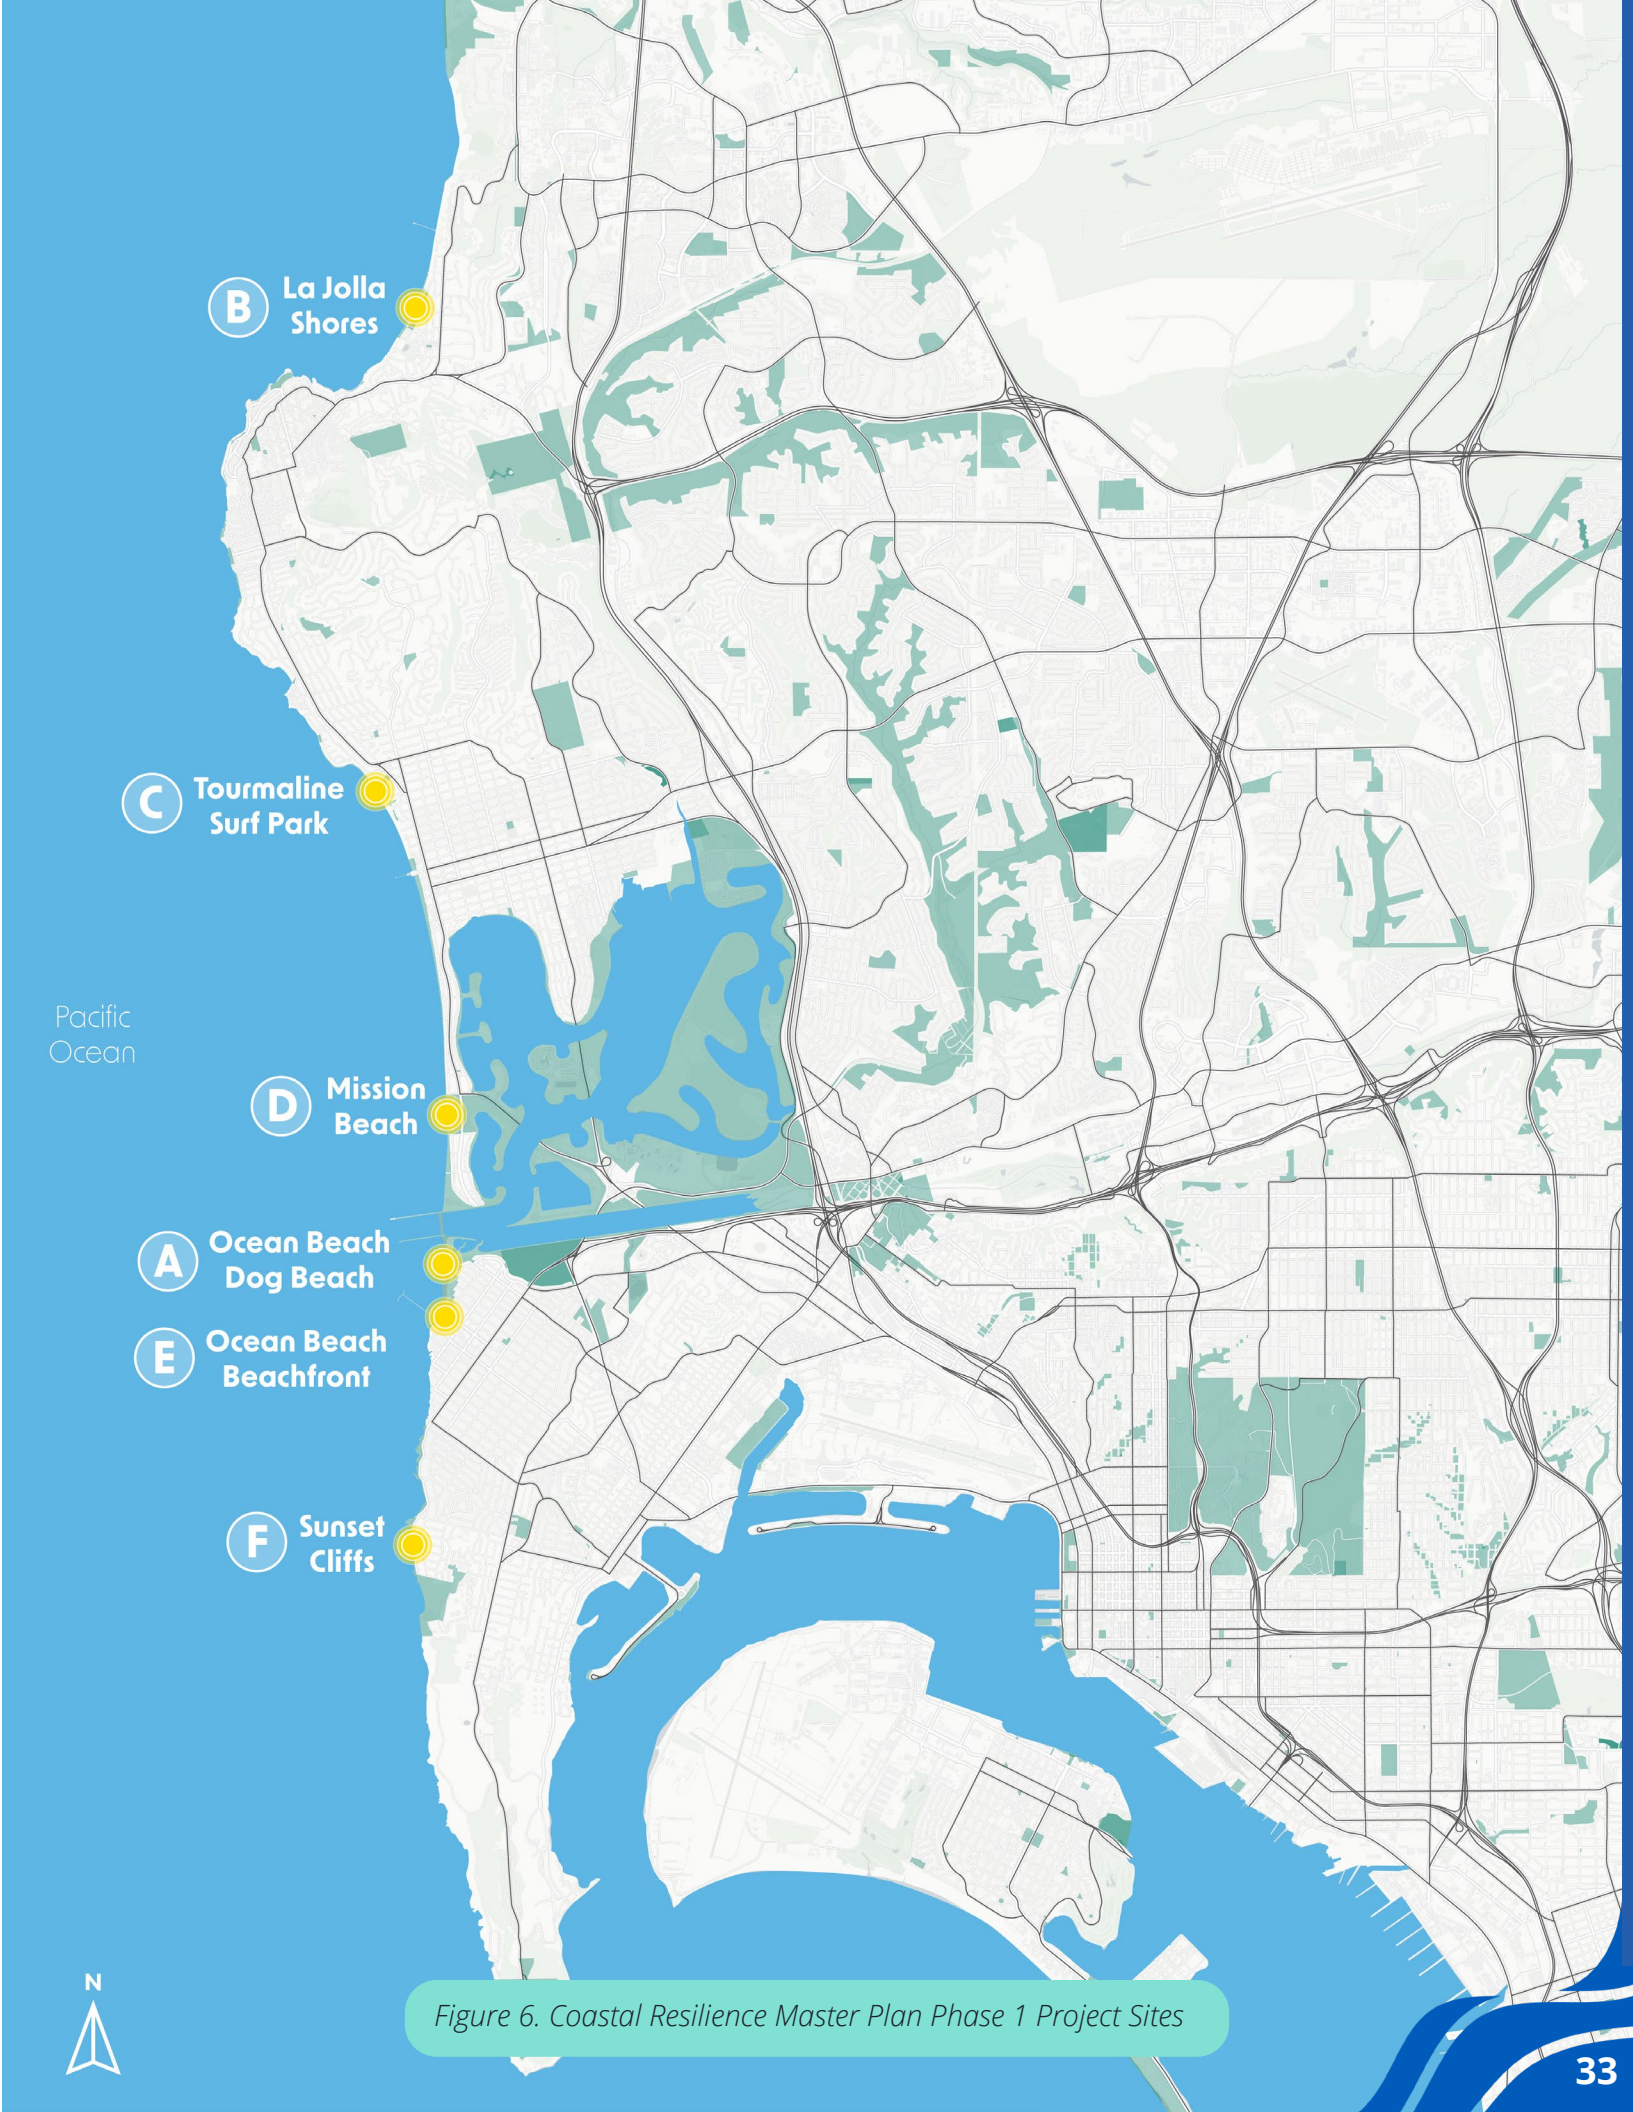 B
La Jolla
Shores
C
Tourmaline
Surf Park
Pacific
Ocean
D
Mission
Beach
A
Ocean Beach
Dog Beach
E
Ocean Beach
Beachfront
F
Sunset
Cliffs
N
Figure 6. Coastal Resilience Master Plan Phase 1 Project Sites
33